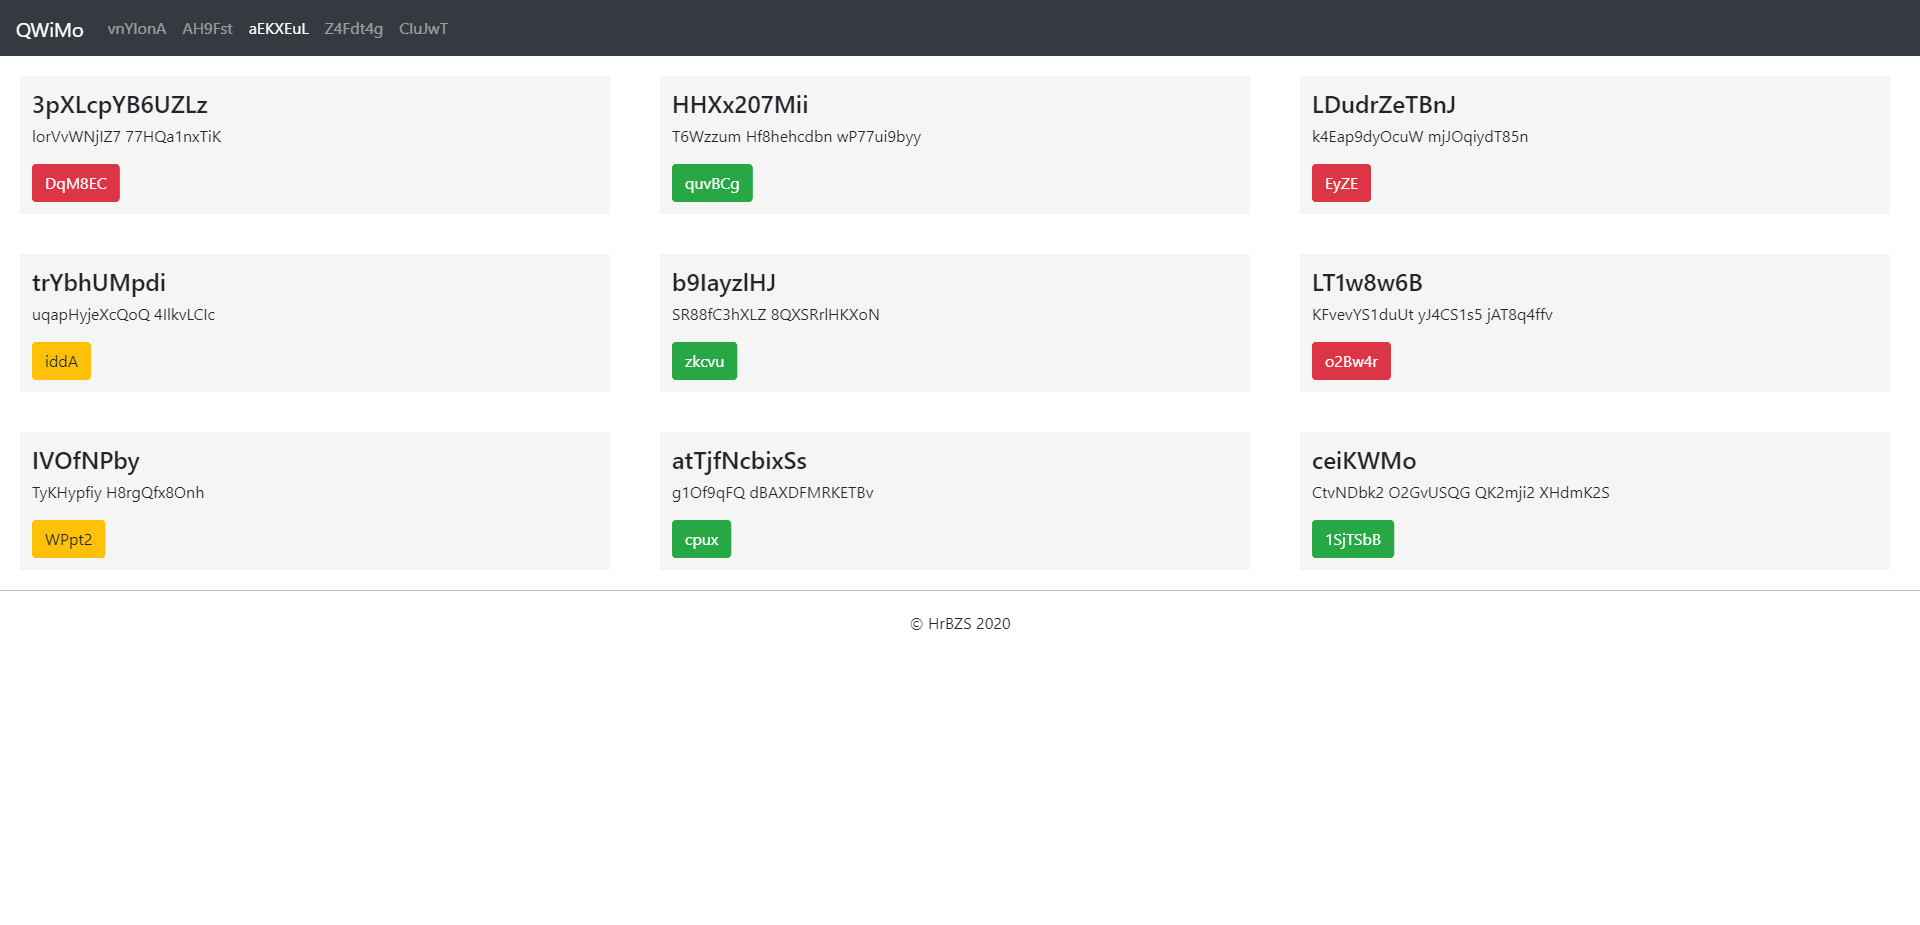 QWiMo vnYIonA AH9Fst aEKXEuL Z4Fdt4g CIuJwT
3pXLcpYB6UZLz
lorVvWNjIZ7 77HQa1nxTiK
DqM8EC
HHXx207Mii
T6Wzzum Hf8hehcdbn wP77ui9byy
quvBCg
LDudrZeTBnJ
k4Eap9dyOcuW mjJOqiydT85n
EyZE
trYbhUMpdi
uqapHyjeXcQoQ 4IlkvLCIc
iddA
b9IayzlHJ
SR88fC3hXLZ 8QXSRrlHKXoN
zkcvu
LT1w8w6B
KFvevYS1duUt yJ4CS1s5 jAT8q4ffv
o2Bw4r
IVOfNPby
TyKHypfiy H8rgQfx8Onh
WPpt2
atTjfNcbixSs
g1Of9qFQ dBAXDFMRKETBv
cpux
ceiKWMo
CtvNDbk2 O2GvUSQG QK2mji2 XHdmK2S
1SjTSbB
© HrBZS 2020